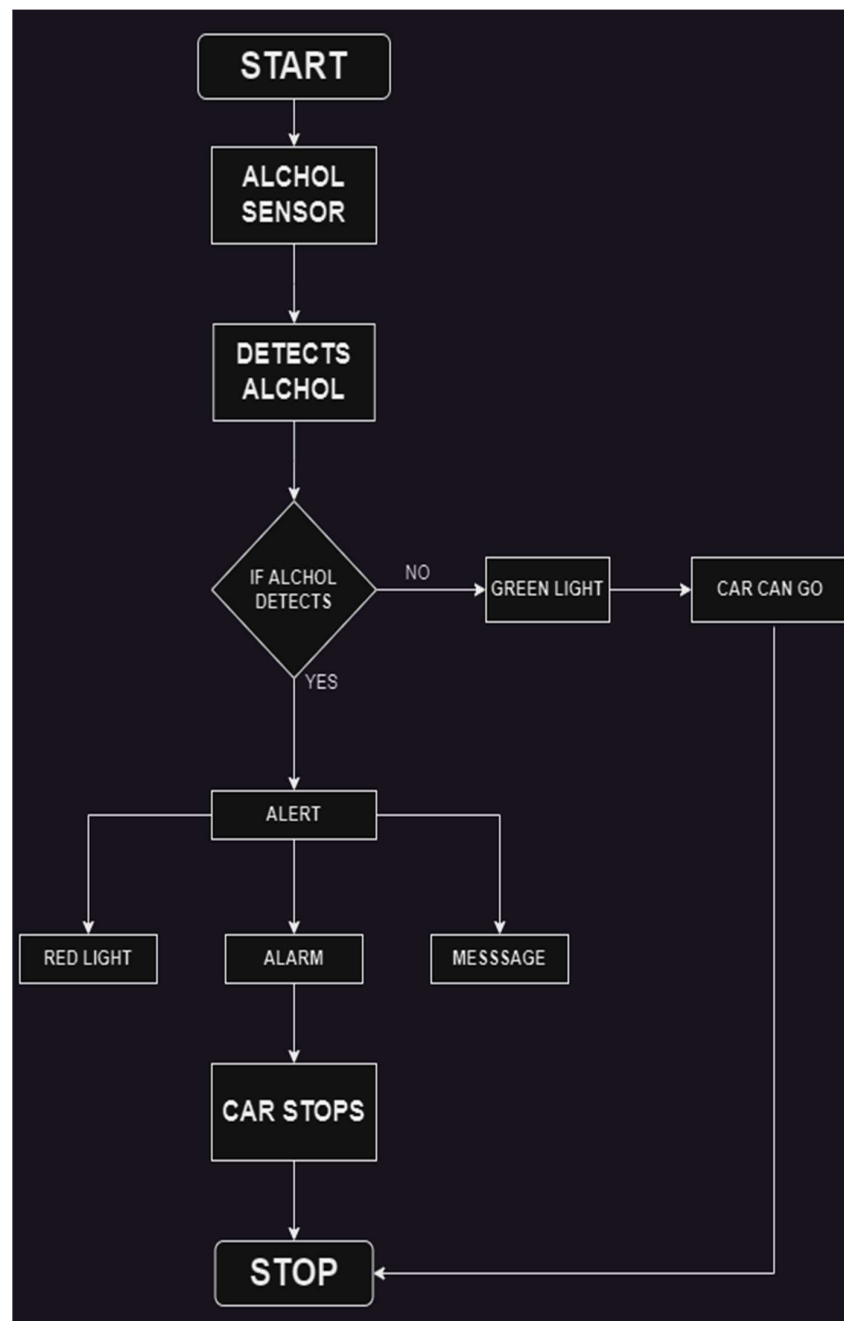 START
ALCHOL
SENSOR
DETECTS
ALCHOL
IF ALCHOL
DETECTS
NO
GREEN LIGHT
CAR CAN GO
YES
ALERT
RED LIGHT
ALARM
MESSSAGE
CAR STOPS
STOP